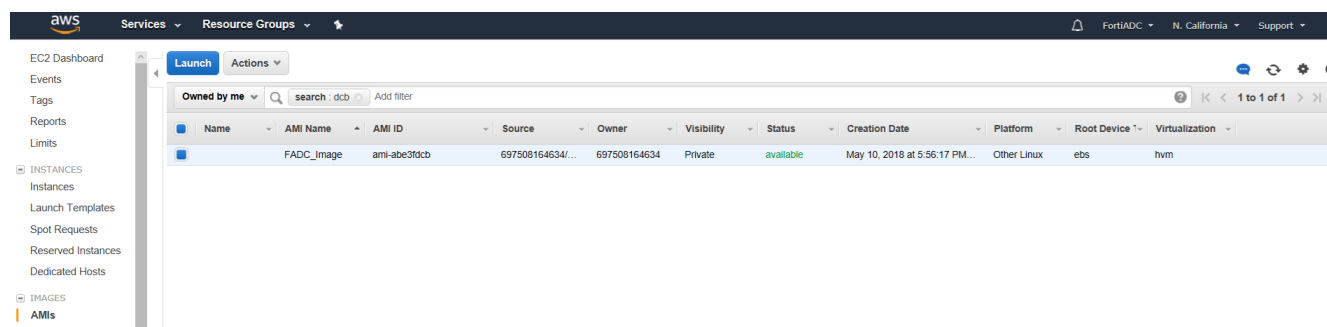 aws Services Resource Groups FortiADC N. California Support
EC2 Dashboard
Events
Tags
Reports
Limits
INSTANCES
Instances
Launch Templates
Spot Requests
Reserved Instances
Dedicated Hosts
IMAGES
AMIs
Launch Actions
Owned by me search : dcb Add filter 1 to 1 of 1
Name AMI Name AMI ID Source Owner Visibility Status Creation Date Platform Root Device T Virtualization
FADC_Image ami-abe3fdcb 697508164634/... 697508164634 Private available May 10, 2018 at 5:56:17 PM... Other Linux ebs hvm